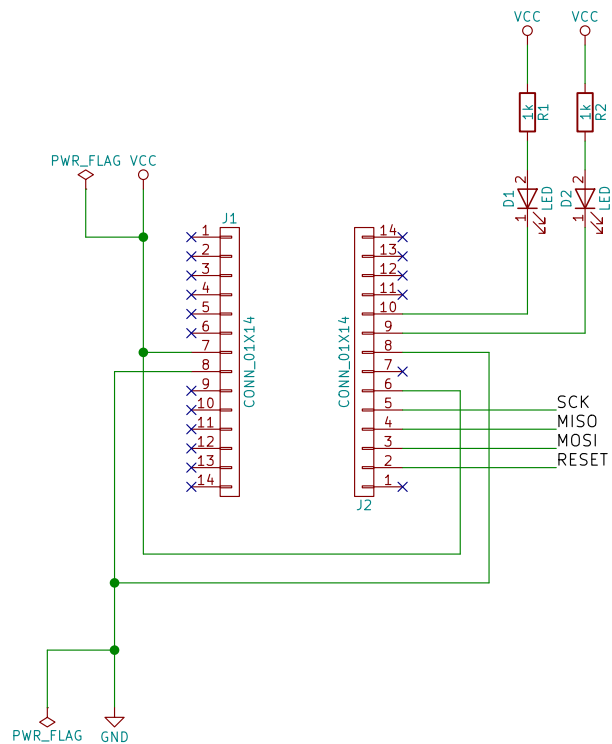 VCC VCC
1k R1 1k R2
PWR_FLAG VCC
2 2
D1 LED D2 LED
1 1
J1
1 14
2 13
3 12
4 11
5 10
6 9
7 8
8 7
9 6
10 5 SCK
11 4 MISO
12 3 MOSI
13 2 RESET
14 1
CONN_01X14 CONN_01X14
J2
PWR_FLAG GND